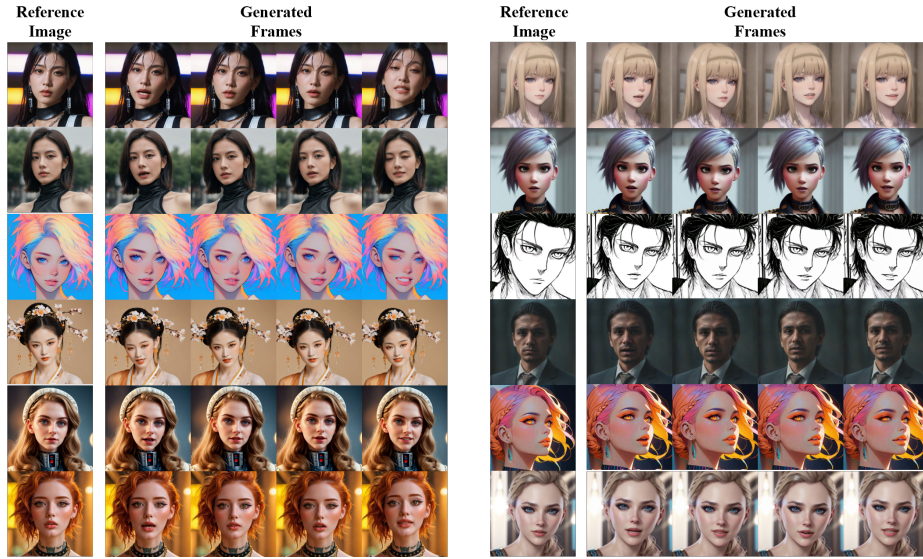 Reference
Image
Generated
Frames
Reference
Image
Generated
Frames